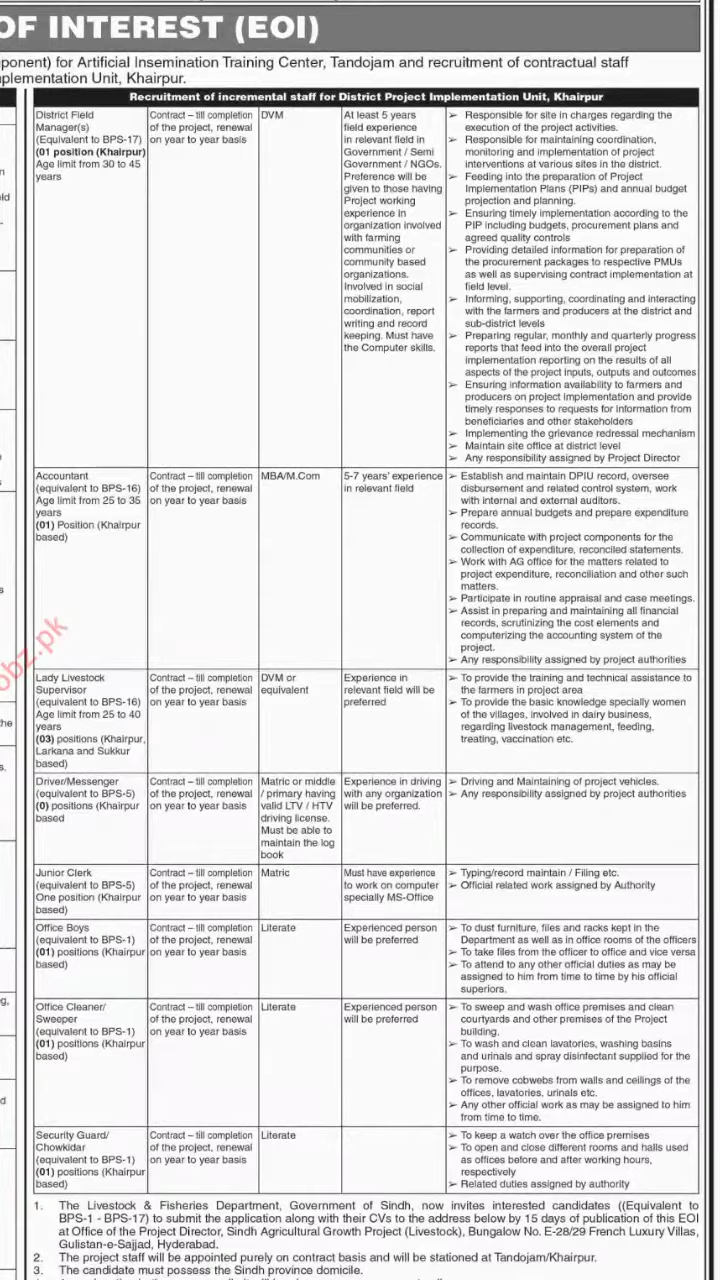 OF INTEREST (EOI)
ponent) for Artificial Insemination Training Center, Tandojam and recruitment of contractual staff
plementation Unit, Khairpur.
Recruitment of incremental staff for District Project Implementation Unit, Khairpur
District Field
Manager(s)
(Equivalent to BPS-17)
(01 position (Khairpur)
Age limit from 30 to 45
years
Contract – till completion
of the project, renewal
on year to year basis
DVM
At least 5 years
field experience
in relevant field in
Government / Semi
Government / NGOs.
Preference will be
given to those having
Project working
experience in
organization involved
with farming
communities or
community based
organizations.
Involved in social
mobilization,
coordination, report
writing and record
keeping. Must have
the Computer skills.
➢ Responsible for site in charges regarding the
execution of the project activities.
➢ Responsible for maintaining coordination,
monitoring and implementation of project
interventions at various sites in the district.
➢ Feeding into the preparation of Project
Implementation Plans (PIPs) and annual budget
projection and planning.
➢ Ensuring timely implementation according to the
PIP including budgets, procurement plans and
agreed quality controls
➢ Providing detailed information for preparation of
the procurement packages to respective PMUs
as well as supervising contract implementation at
field level.
➢ Informing, supporting, coordinating and interacting
with the farmers and producers at the district and
sub-district levels
➢ Preparing regular, monthly and quarterly progress
reports that feed into the overall project
implementation reporting on the results of all
aspects of the project inputs, outputs and outcomes
➢ Ensuring information availability to farmers and
producers on project implementation and provide
timely responses to requests for information from
beneficiaries and other stakeholders
➢ Implementing the grievance redressal mechanism
➢ Maintain site office at district level
➢ Any responsibility assigned by Project Director
Accountant
(equivalent to BPS-16)
Age limit from 25 to 35
years
(01) Position (Khairpur
based)
Contract – till completion
of the project, renewal
on year to year basis
MBA/M.Com
5-7 years' experience
in relevant field
➢ Establish and maintain DPIU record, oversee
disbursement and related control system, work
with internal and external auditors.
➢ Prepare annual budgets and prepare expenditure
records.
➢ Communicate with project components for the
collection of expenditure, reconciled statements.
➢ Work with AG office for the matters related to
project expenditure, reconciliation and other such
matters.
➢ Participate in routine appraisal and case meetings.
➢ Assist in preparing and maintaining all financial
records, scrutinizing the cost elements and
computerizing the accounting system of the
project.
➢ Any responsibility assigned by project authorities
Lady Livestock
Supervisor
(equivalent to BPS-16)
Age limit from 25 to 40
years
(03) positions (Khairpur,
Larkana and Sukkur
based)
Contract – till completion
of the project, renewal
on year to year basis
DVM or
equivalent
Experience in
relevant field will be
preferred
➢ To provide the training and technical assistance to
the farmers in project area
➢ To provide the basic knowledge specially women
of the villages, involved in dairy business,
regarding livestock management, feeding,
treating, vaccination etc.
Driver/Messenger
(equivalent to BPS-5)
(0) positions (Khairpur
based
Contract – till completion
of the project, renewal
on year to year basis
Matric or middle
/ primary having
valid LTV / HTV
driving license.
Must be able to
maintain the log
book
Experience in driving
with any organization
will be preferred.
➢ Driving and Maintaining of project vehicles.
➢ Any responsibility assigned by project authorities
Junior Clerk
(equivalent to BPS-5)
One position (Khairpur
based)
Contract – till completion
of the project, renewal
on year to year basis
Matric
Must have experience
to work on computer
specially MS-Office
➢ Typing/record maintain / Filing etc.
➢ Official related work assigned by Authority
Office Boys
(equivalent to BPS-1)
(01) positions (Khairpur
based)
Contract – till completion
of the project, renewal
on year to year basis
Literate
Experienced person
will be preferred
➢ To dust furniture, files and racks kept in the
Department as well as in office rooms of the officers
➢ To take files from the officer to office and vice versa
➢ To attend to any other official duties as may be
assigned to him from time to time by his official
superiors.
Office Cleaner/
Sweeper
(equivalent to BPS-1)
(01) positions (Khairpur
based)
Contract – till completion
of the project, renewal
on year to year basis
Literate
Experienced person
will be preferred
➢ To sweep and wash office premises and clean
courtyards and other premises of the Project
building,
➢ To wash and clean lavatories, washing basins
and urinals and spray disinfectant supplied for the
purpose.
➢ To remove cobwebs from walls and ceilings of the
offices, lavatories, urinals etc.
➢ Any other official work as may be assigned to him
from time to time.
Security Guard/
Chowkidar
(equivalent to BPS-1)
(01) positions (Khairpur
based)
Contract – till completion
of the project, renewal
on year to year basis
Literate
➢ To keep a watch over the office premises
➢ To open and close different rooms and halls used
as offices before and after working hours,
respectively
➢ Related duties assigned by authority
1. The Livestock & Fisheries Department, Government of Sindh, now invites interested candidates ((Equivalent to
BPS-1 - BPS-17) to submit the application along with their CVs to the address below by 15 days of publication of this EOI
at Office of the Project Director, Sindh Agricultural Growth Project (Livestock), Bungalow No. E-28/29 French Luxury Villas,
Gulistan-e-Sajjad, Hyderabad.
2. The project staff will be appointed purely on contract basis and will be stationed at Tandojam/Khairpur.
3. The candidate must possess the Sindh province domicile.
obz.pk